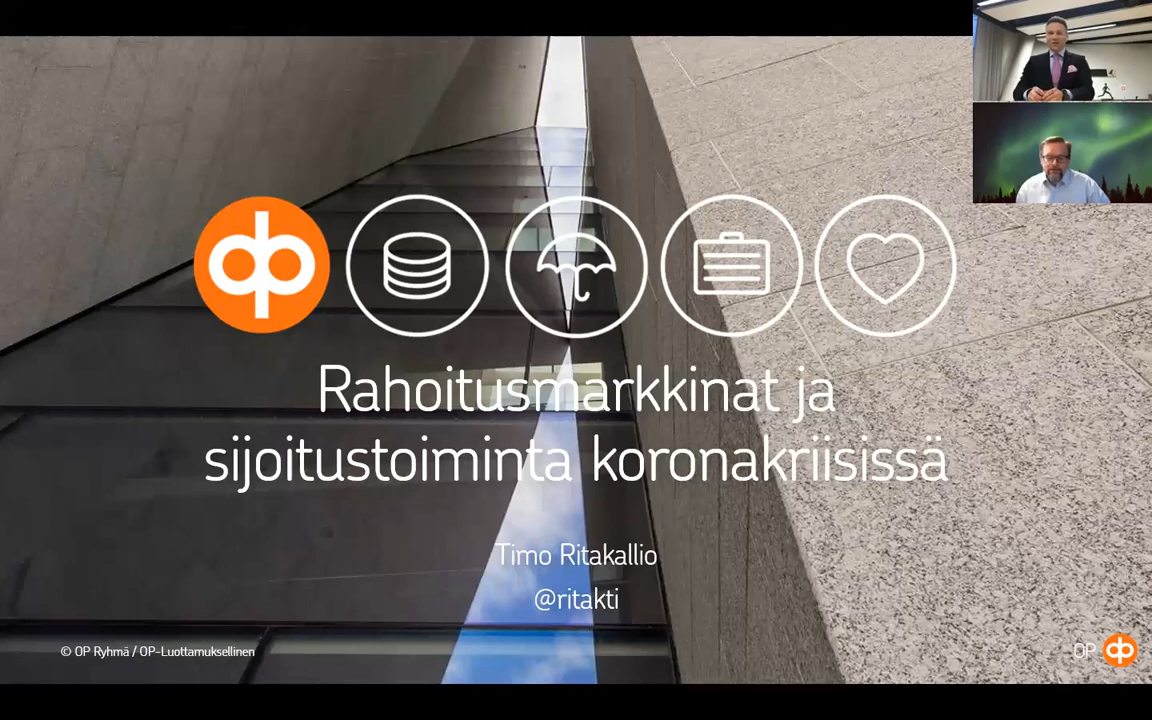 Rahoitusmarkkinat ja
sijoitustoiminta koronakriisissä
Timo Ritakallio
@ritakti
© OP Ryhmä / OP-Luottamuksellinen
OP